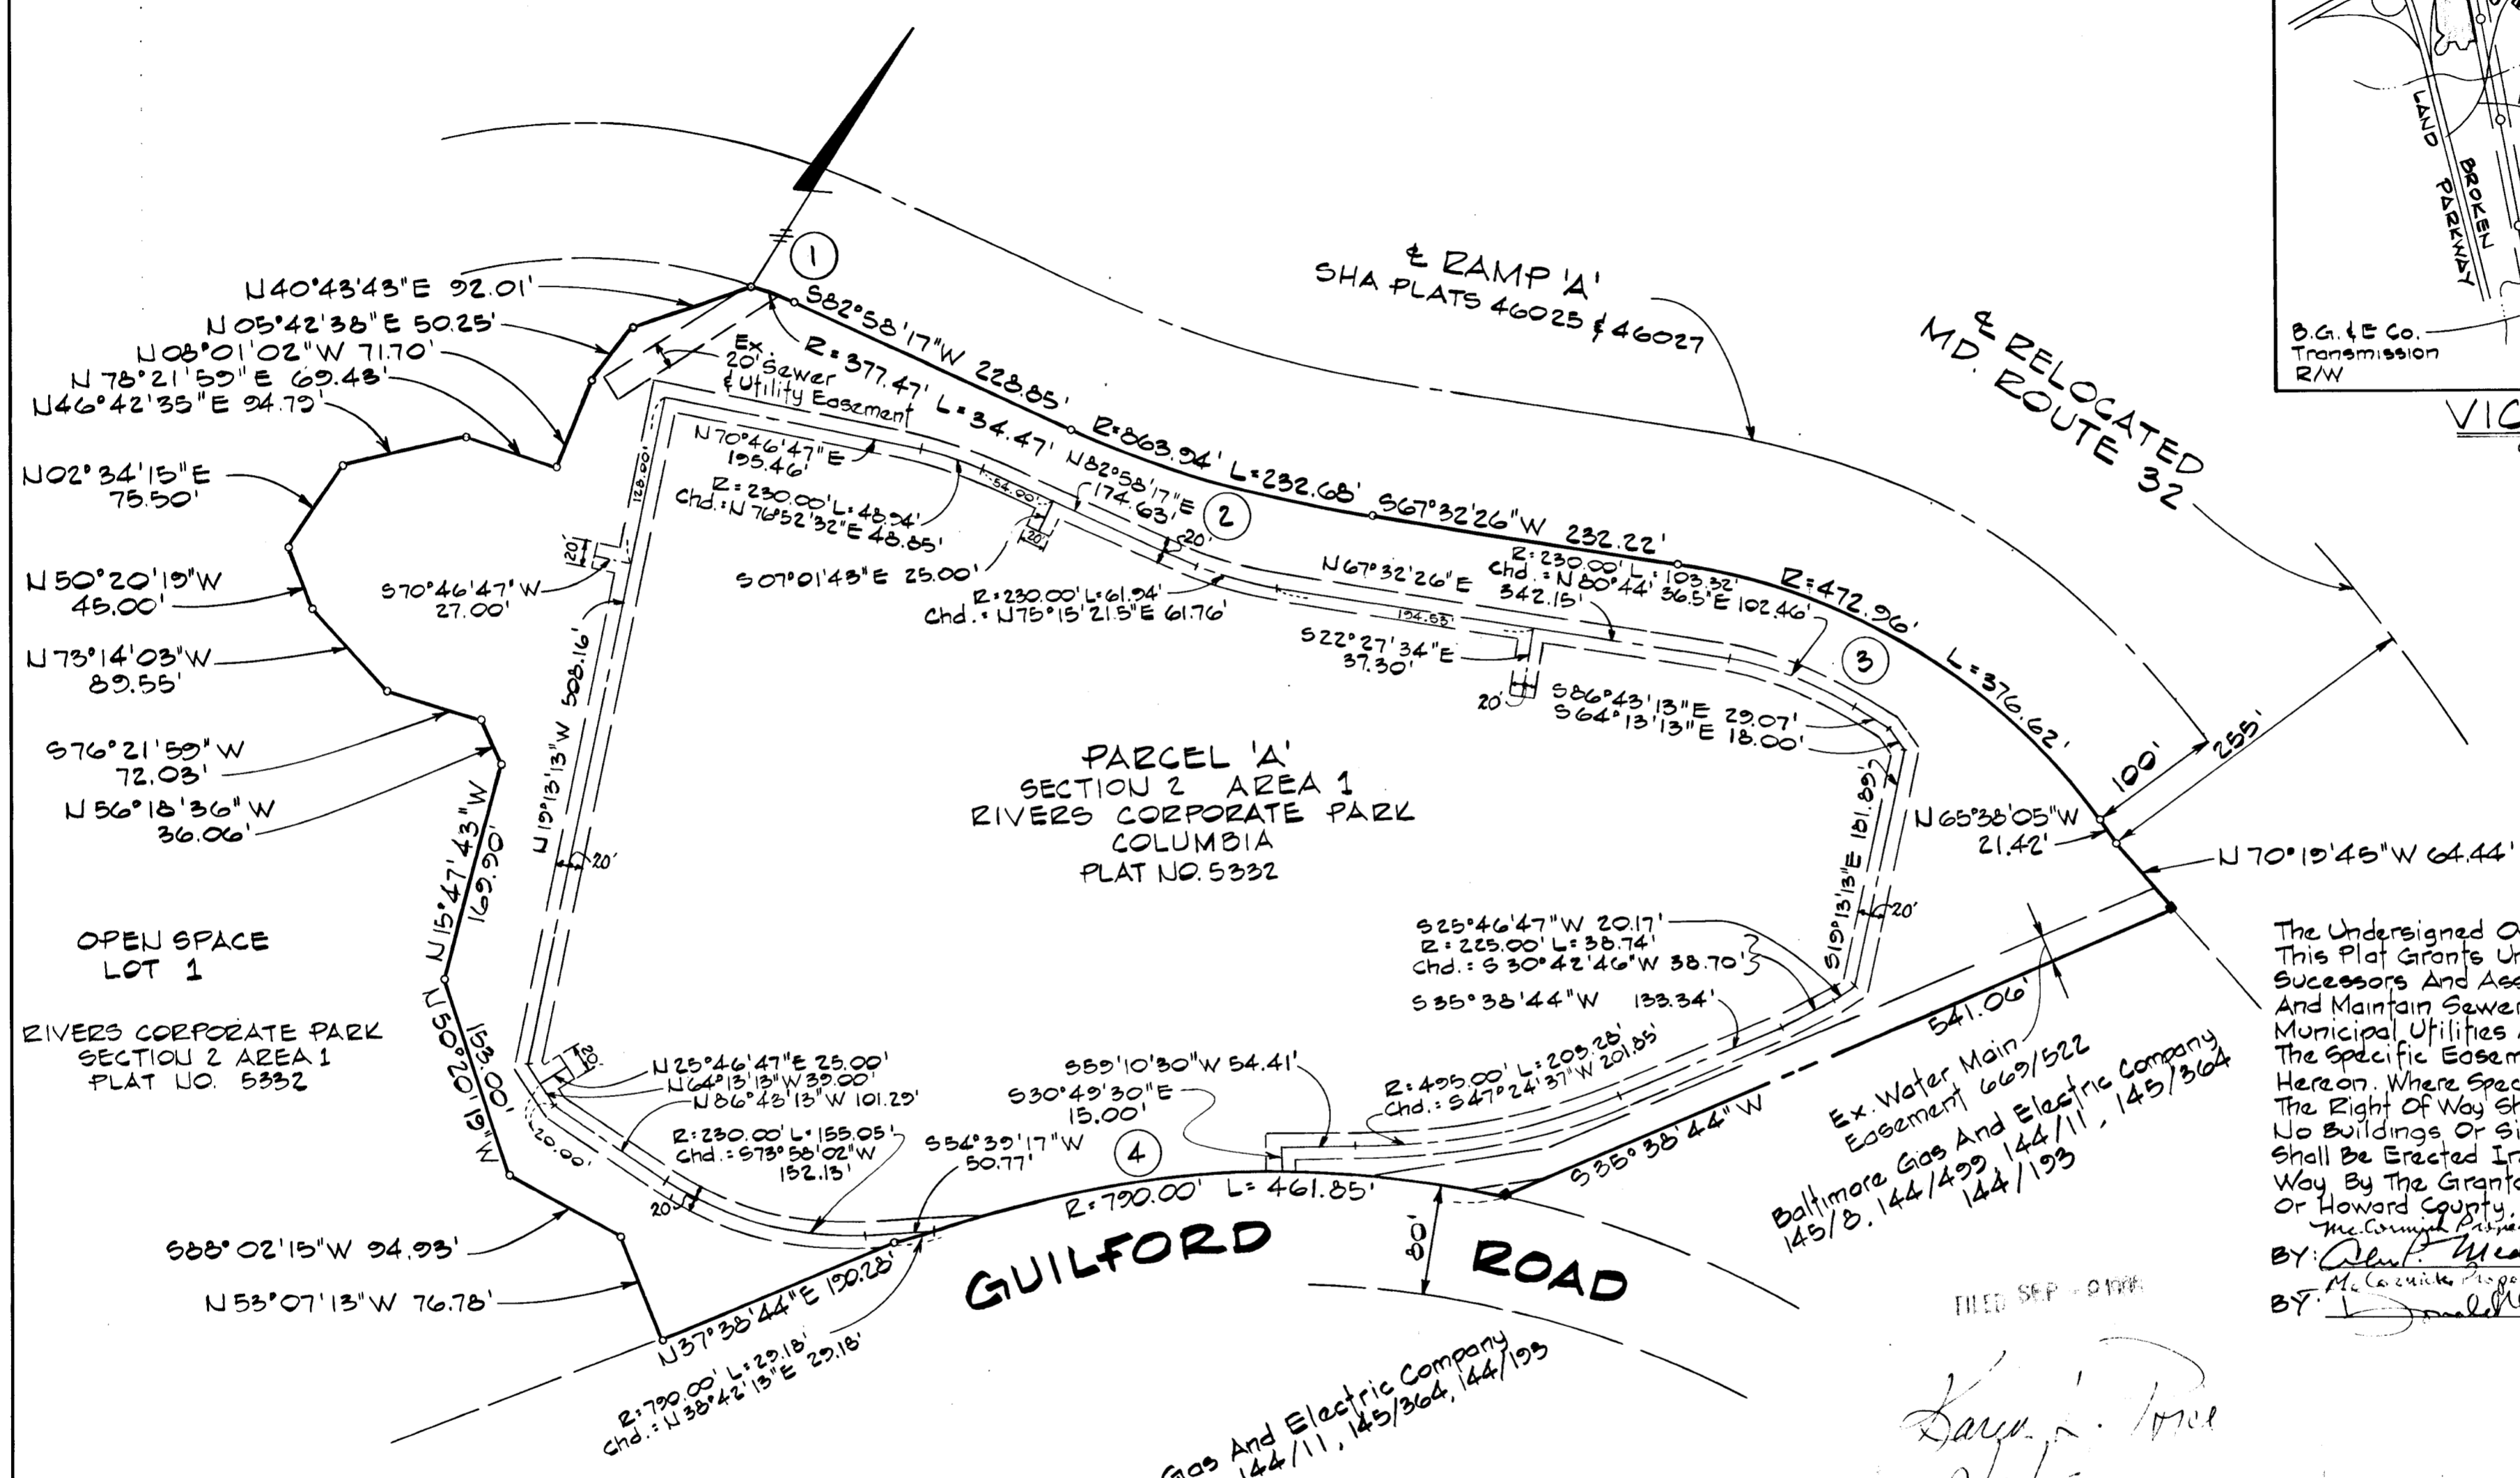 LAND
PARKWAY
BROKEN
B.G. & E Co.
Transmission
R/W
VIC
1
℄ RAMP 'A'
SHA PLATS 46025 & 46027
℄ RELOCATED
MD. ROUTE 32
N40°43'43"E 92.01'
N05°42'38"E 50.25'
N08°01'02"W 71.70'
N78°21'59"E 69.43'
N46°42'35"E 94.79'
N02°34'15"E
75.50'
N50°20'19"W
45.00'
N73°14'03"W
89.55'
S76°21'59"W
72.03'
N56°18'36"W
36.06'
N15°47'43"W
169.90'
N50°20'19"W
153.00'
S88°02'15"W 94.93'
N53°07'13"W 76.78'
S82°58'17"W 228.85'
R=377.47' L=34.47'
Ex.
20' Sewer
& Utility Easement
R=863.94' L=232.68'
S67°32'26"W 232.22'
R=472.96'
L=376.62'
100'
255'
N65°38'05"W
21.42'
N70°19'45"W 64.44'
N70°46'47"E
195.46'
R=230.00' L=48.94'
Chd.=N76°52'32"E 48.85'
54.00'
N82°58'17"E
174.63'
2
20'
20'
128.00'
20'
S70°46'47"W
27.00'
S07°01'43"E 25.00'
R=230.00' L=61.94'
Chd.=N75°15'21.5"E 61.76'
N67°32'26"E
342.15'
R=230.00' L=103.32'
Chd.=N80°44'36.5"E 102.46'
194.53'
S22°27'34"E
37.30'
20'
3
S86°43'13"E 29.07'
S64°13'13"E 18.00'
N19°13'13"W 508.16'
20'
PARCEL 'A'
SECTION 2 AREA 1
RIVERS CORPORATE PARK
COLUMBIA
PLAT NO. 5332
S19°13'13"E 181.89'
20'
OPEN SPACE
LOT 1
RIVERS CORPORATE PARK
SECTION 2 AREA 1
PLAT NO. 5332
S25°46'47"W 20.17'
R=225.00' L=38.74'
Chd.=S30°42'46"W 38.70'
S35°38'44"W 133.34'
20'
N25°46'47"E 25.00'
N64°13'13"W 39.00'
N86°43'13"W 101.29'
20.00'
R=230.00' L=155.05'
Chd.=S73°58'02"W
152.13'
20'
S54°39'17"W
50.77'
S59°10'30"W 54.41'
S30°49'30"E
15.00'
4
R=495.00' L=203.28'
Chd.=S47°24'37"W 201.85'
R=790.00' L=461.85'
S35°38'44"W 541.06'
Ex. Water Main
Easement 669/522
Baltimore Gas And Electric Company
145/8, 144/499, 144/11, 145/364
144/193
80'
GUILFORD ROAD
N37°38'44"E 190.28'
R=790.00' L=29.18'
Chd.=N38°42'13"E 29.18'
Gas And Electric Company
144/11, 145/364, 144/193
The Undersigned
This Plat Grants
Sucessors And
And Maintain Sewer
Municipal Utilities
The Specific
Hereon. Where
The Right Of Way
No Buildings Or
Shall Be Erected
Way By The
Or Howard County.
BY:
BY:
FILED SEP